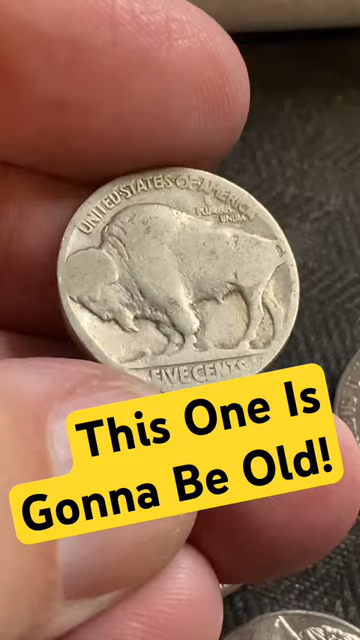 UNITED STATES OF AMERICA
PLURIBUS
UNUM
FIVE CENTS
This One Is
Gonna Be Old!